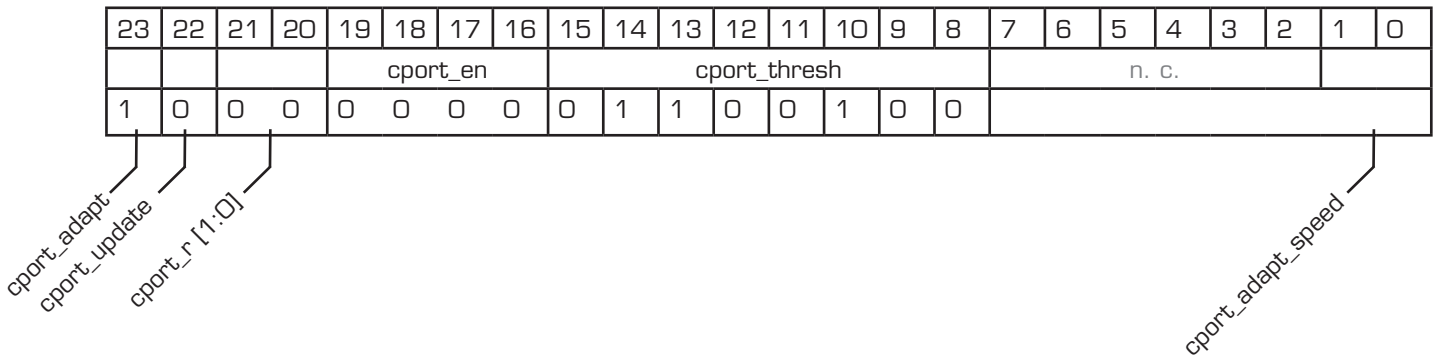 23 22 21 20 19 18 17 16 15 14 13 12 11 10 9 8 7 6 5 4 3 2 1 0
cport_en cport_thresh n. c.
1 0 0 0 0 0 0 0 0 1 1 0 0 1 0 0
cport_adapt
cport_update
cport_r [1:0]
cport_adapt_speed